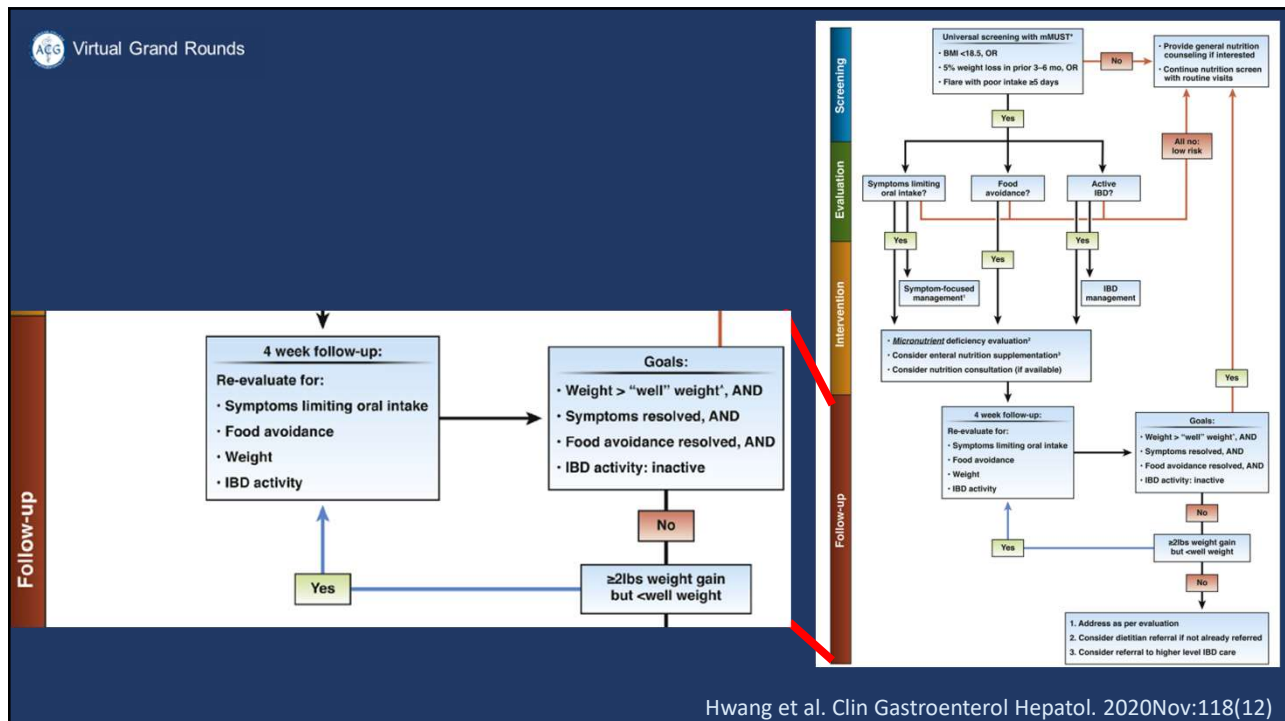 ACG Virtual Grand Rounds
Follow-up
4 week follow-up:
Re-evaluate for:
• Symptoms limiting oral intake
• Food avoidance
• Weight
• IBD activity
Goals:
• Weight > “well” weight^, AND
• Symptoms resolved, AND
• Food avoidance resolved, AND
• IBD activity: inactive
No
≥2lbs weight gain
but <well weight
Yes
Screening
Universal screening with mMUST*
• BMI <18.5, OR
• 5% weight loss in prior 3–6 mo, OR
• Flare with poor intake ≥5 days
No
• Provide general nutrition
counseling if interested
• Continue nutrition screen
with routine visits
Yes
All no:
low risk
Evaluation
Symptoms limiting
oral intake?
Food
avoidance?
Active
IBD?
Yes
Yes
Yes
Intervention
Symptom-focused
management¹
IBD
management
• Micronutrient deficiency evaluation²
• Consider enteral nutrition supplementation³
• Consider nutrition consultation (if available)
Yes
Follow-up
4 week follow-up:
Re-evaluate for:
• Symptoms limiting oral intake
• Food avoidance
• Weight
• IBD activity
Goals:
• Weight > “well” weight^, AND
• Symptoms resolved, AND
• Food avoidance resolved, AND
• IBD activity: inactive
No
Yes
≥2lbs weight gain
but <well weight
No
1. Address as per evaluation
2. Consider dietitian referral if not already referred
3. Consider referral to higher level IBD care
Hwang et al. Clin Gastroenterol Hepatol. 2020Nov:118(12)